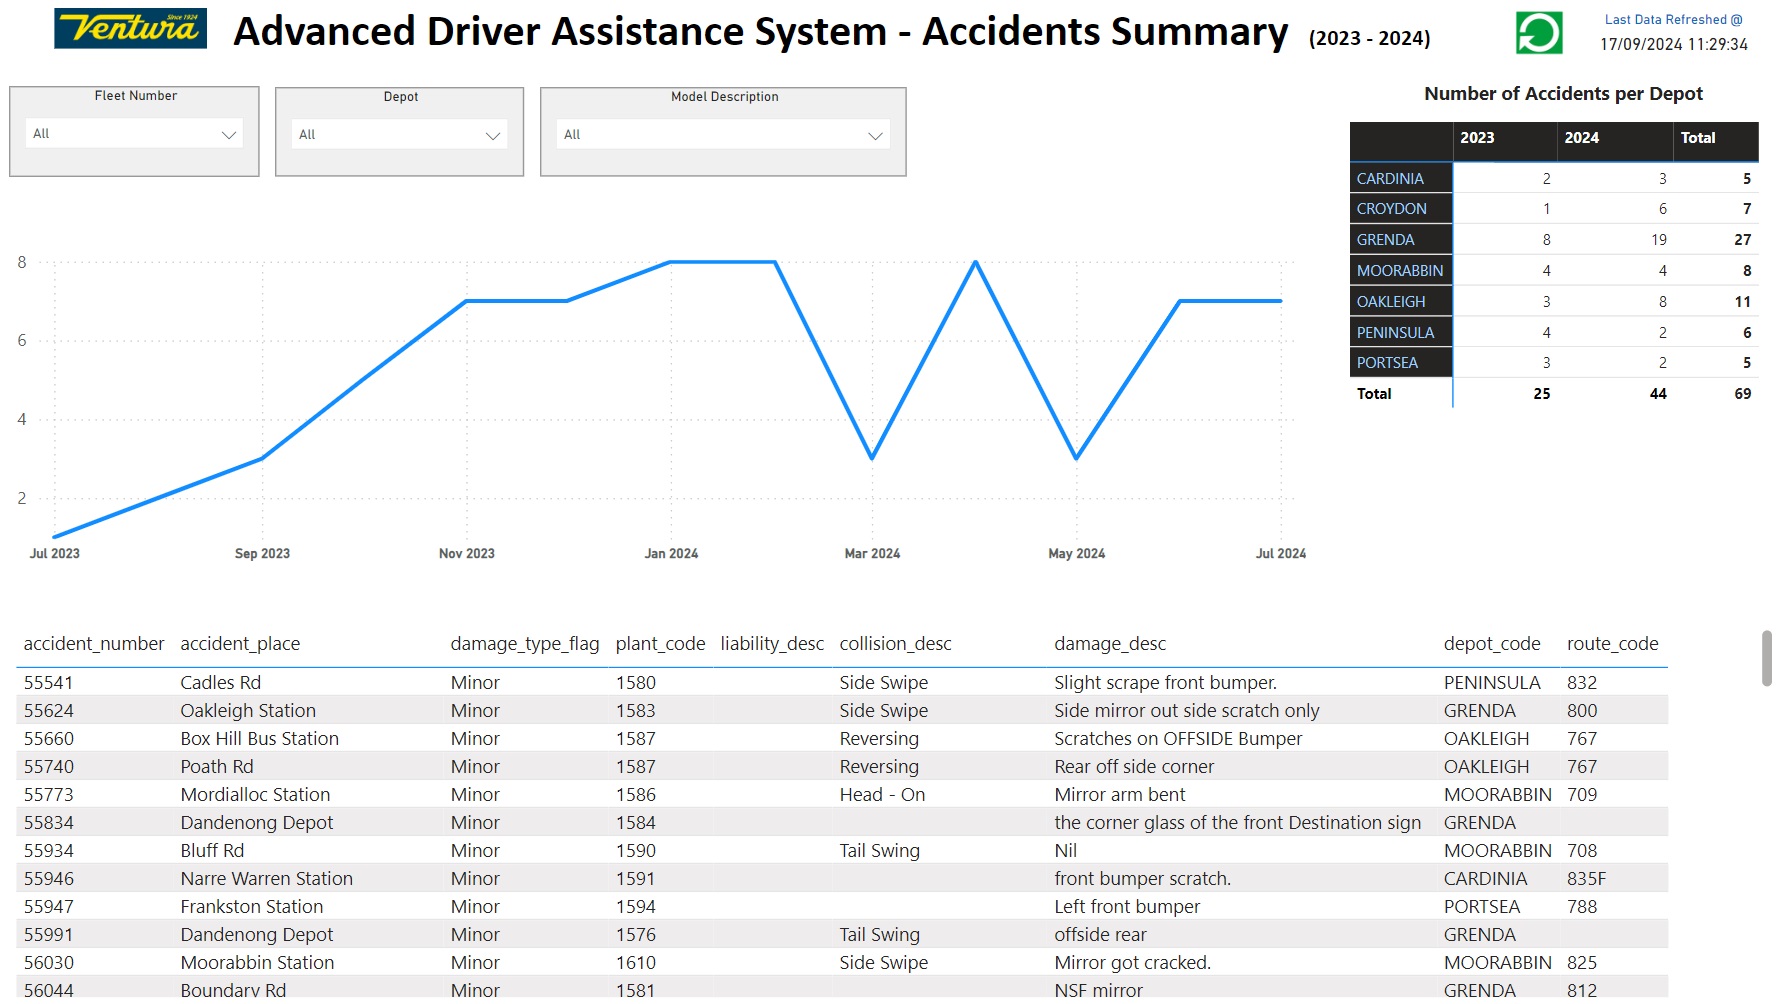 Since 1924
Ventura
Advanced Driver Assistance System - Accidents Summary (2023 - 2024)
Last Data Refreshed @
17/09/2024 11:29:34
Fleet Number
All
Depot
All
Model Description
All
Number of Accidents per Depot
2023 2024 Total
CARDINIA 2 3 5
CROYDON 1 6 7
GRENDA 8 19 27
MOORABBIN 4 4 8
OAKLEIGH 3 8 11
PENINSULA 4 2 6
PORTSEA 3 2 5
Total 25 44 69
8
6
4
2
Jul 2023 Sep 2023 Nov 2023 Jan 2024 Mar 2024 May 2024 Jul 2024
accident_number accident_place damage_type_flag plant_code liability_desc collision_desc damage_desc depot_code route_code
55541 Cadles Rd Minor 1580 Side Swipe Slight scrape front bumper. PENINSULA 832
55624 Oakleigh Station Minor 1583 Side Swipe Side mirror out side scratch only GRENDA 800
55660 Box Hill Bus Station Minor 1587 Reversing Scratches on OFFSIDE Bumper OAKLEIGH 767
55740 Poath Rd Minor 1587 Reversing Rear off side corner OAKLEIGH 767
55773 Mordialloc Station Minor 1586 Head - On Mirror arm bent MOORABBIN 709
55834 Dandenong Depot Minor 1584 the corner glass of the front Destination sign GRENDA
55934 Bluff Rd Minor 1590 Tail Swing Nil MOORABBIN 708
55946 Narre Warren Station Minor 1591 front bumper scratch. CARDINIA 835F
55947 Frankston Station Minor 1594 Left front bumper PORTSEA 788
55991 Dandenong Depot Minor 1576 Tail Swing offside rear GRENDA
56030 Moorabbin Station Minor 1610 Side Swipe Mirror got cracked. MOORABBIN 825
56044 Boundary Rd Minor 1581 NSF mirror GRENDA 812